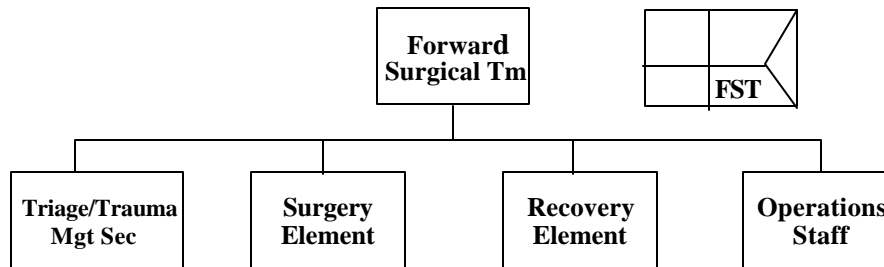 Forward
Surgical Tm
FST
Triage/Trauma
Mgt Sec
Surgery
Element
Recovery
Element
Operations
Staff